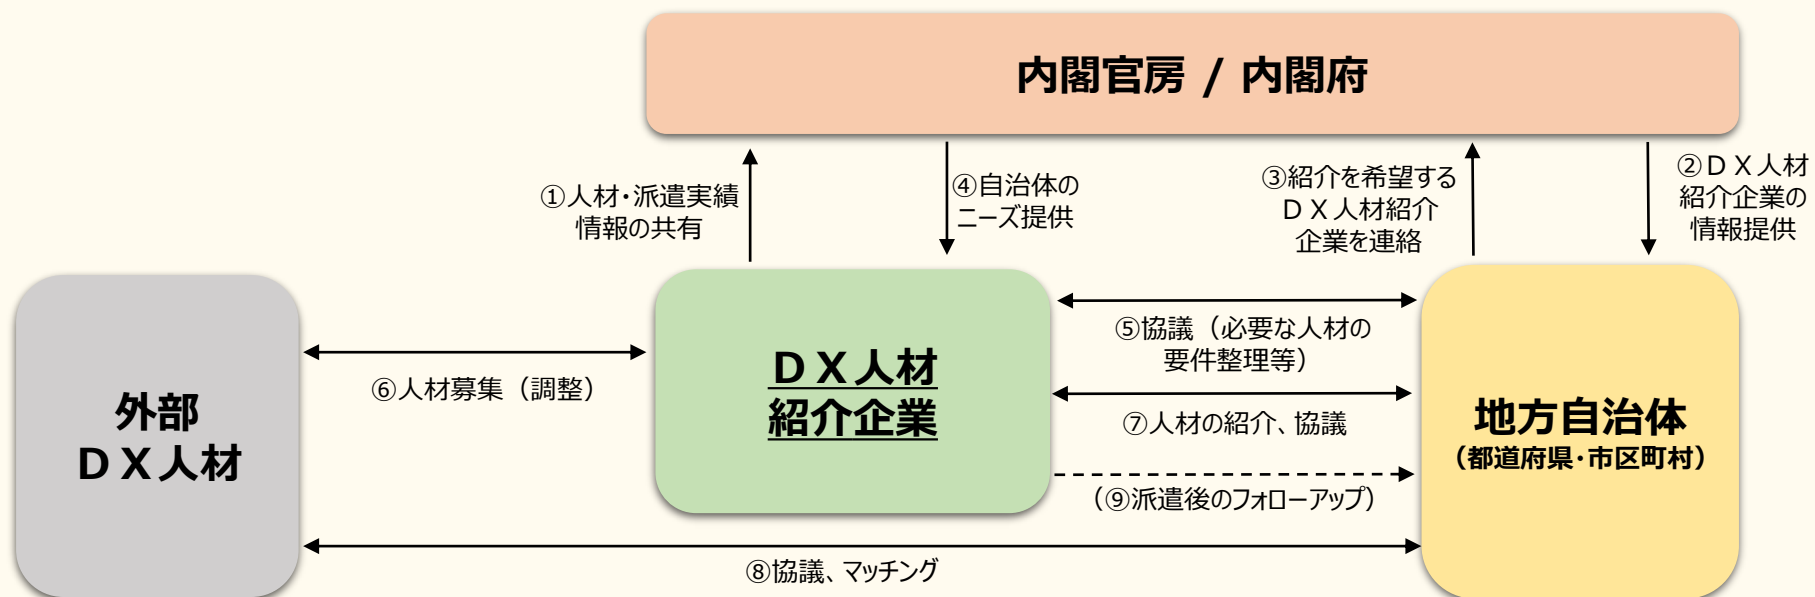 内閣官房 / 内閣府
①人材・派遣実績
情報の共有
④自治体の
ニーズ提供
③紹介を希望する
ＤＸ人材紹介
企業を連絡
②ＤＸ人材
紹介企業の
情報提供
外部
ＤＸ人材
⑥人材募集（調整）
ＤＸ人材
紹介企業
⑤協議（必要な人材の
要件整理等）
⑦人材の紹介、協議
（⑨派遣後のフォローアップ）
地方自治体
（都道府県・市区町村）
⑧協議、マッチング